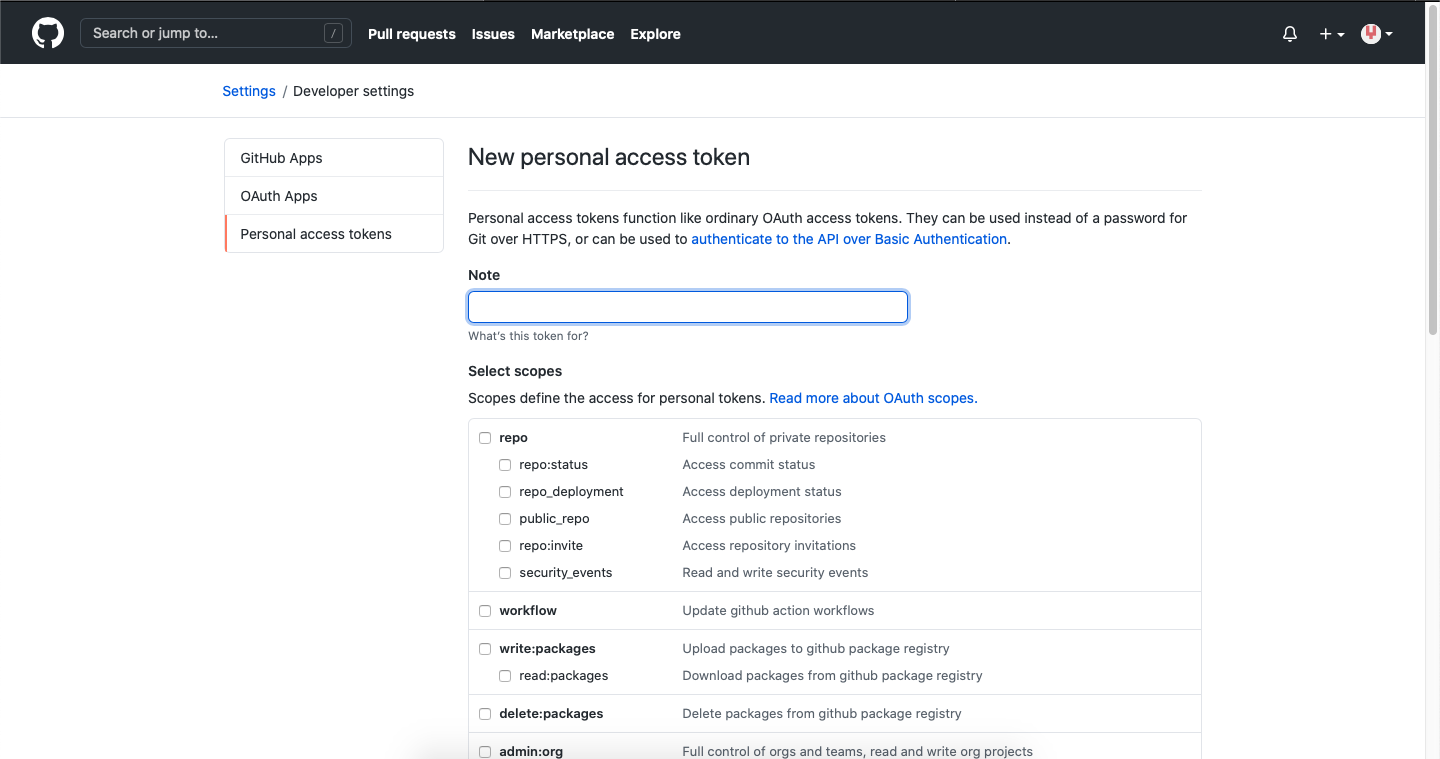 Search or jump to... /
Pull requests Issues Marketplace Explore
Settings / Developer settings
GitHub Apps
OAuth Apps
Personal access tokens
New personal access token
Personal access tokens function like ordinary OAuth access tokens. They can be used instead of a password for
Git over HTTPS, or can be used to authenticate to the API over Basic Authentication.
Note
What's this token for?
Select scopes
Scopes define the access for personal tokens. Read more about OAuth scopes.
repo Full control of private repositories
repo:status Access commit status
repo_deployment Access deployment status
public_repo Access public repositories
repo:invite Access repository invitations
security_events Read and write security events
workflow Update github action workflows
write:packages Upload packages to github package registry
read:packages Download packages from github package registry
delete:packages Delete packages from github package registry
admin:org Full control of orgs and teams, read and write org projects